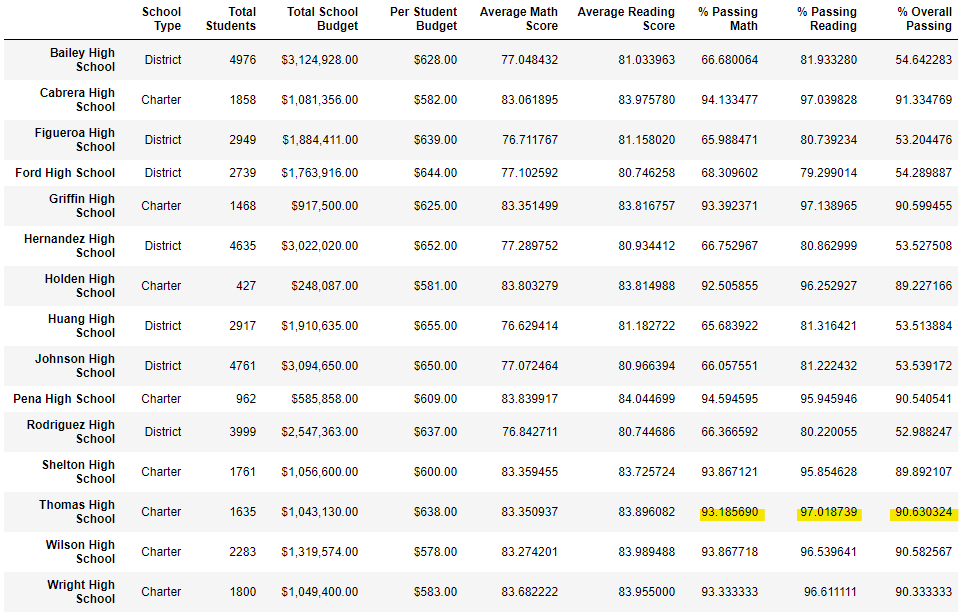 School Type Total Students Total School Budget Per Student Budget Average Math Score Average Reading Score % Passing Math % Passing Reading % Overall Passing
Bailey High School District 4976 $3,124,928.00 $628.00 77.048432 81.033963 66.680064 81.933280 54.642283
Cabrera High School Charter 1858 $1,081,356.00 $582.00 83.061895 83.975780 94.133477 97.039828 91.334769
Figueroa High School District 2949 $1,884,411.00 $639.00 76.711767 81.158020 65.988471 80.739234 53.204476
Ford High School District 2739 $1,763,916.00 $644.00 77.102592 80.746258 68.309602 79.299014 54.289887
Griffin High School Charter 1468 $917,500.00 $625.00 83.351499 83.816757 93.392371 97.138965 90.599455
Hernandez High School District 4635 $3,022,020.00 $652.00 77.289752 80.934412 66.752967 80.862999 53.527508
Holden High School Charter 427 $248,087.00 $581.00 83.803279 83.814988 92.505855 96.252927 89.227166
Huang High School District 2917 $1,910,635.00 $655.00 76.629414 81.182722 65.683922 81.316421 53.513884
Johnson High School District 4761 $3,094,650.00 $650.00 77.072464 80.966394 66.057551 81.222432 53.539172
Pena High School Charter 962 $585,858.00 $609.00 83.839917 84.044699 94.594595 95.945946 90.540541
Rodriguez High School District 3999 $2,547,363.00 $637.00 76.842711 80.744686 66.366592 80.220055 52.988247
Shelton High School Charter 1761 $1,056,600.00 $600.00 83.359455 83.725724 93.867121 95.854628 89.892107
Thomas High School Charter 1635 $1,043,130.00 $638.00 83.350937 83.896082 93.185690 97.018739 90.630324
Wilson High School Charter 2283 $1,319,574.00 $578.00 83.274201 83.989488 93.867718 96.539641 90.582567
Wright High School Charter 1800 $1,049,400.00 $583.00 83.682222 83.955000 93.333333 96.611111 90.333333